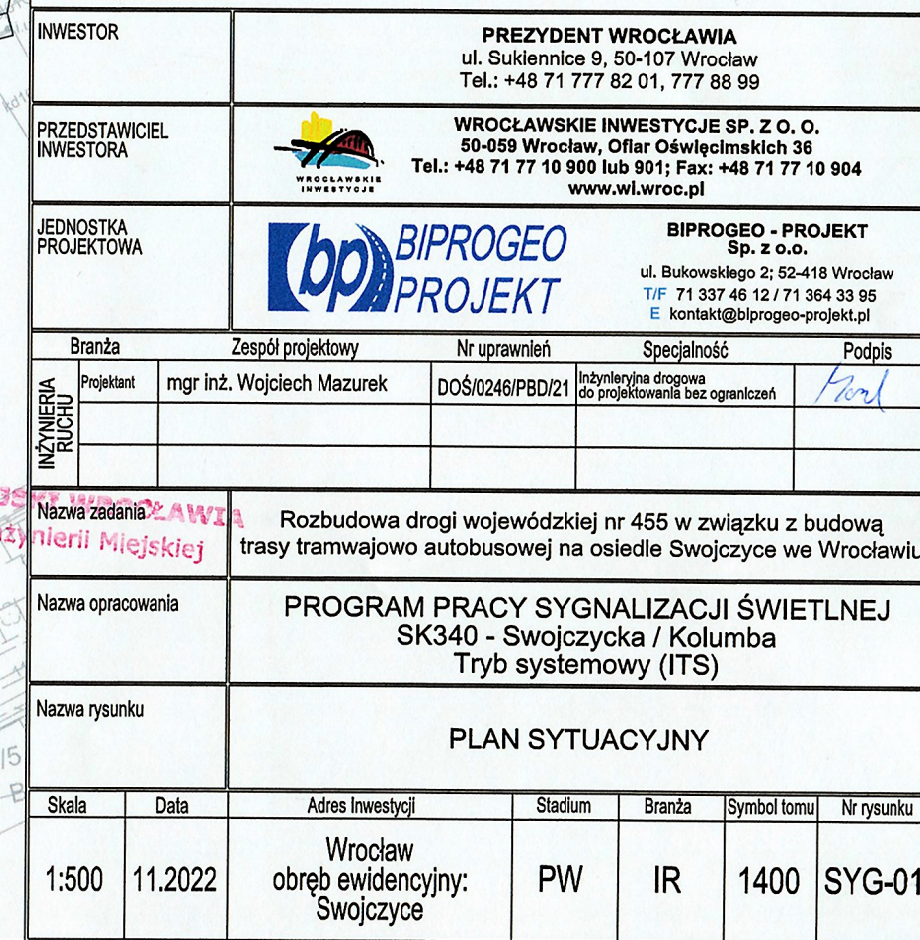 INWESTOR
PREZYDENT WROCŁAWIA
ul. Sukiennice 9, 50-107 Wrocław
Tel.: +48 71 777 82 01, 777 88 99
PRZEDSTAWICIEL
INWESTORA
WROCŁAWSKIE
INWESTYCJE
WROCŁAWSKIE INWESTYCJE SP. Z O. O.
50-059 Wrocław, Ofiar Oświęcimskich 36
Tel.: +48 71 77 10 900 lub 901; Fax: +48 71 77 10 904
www.wi.wroc.pl
JEDNOSTKA
PROJEKTOWA
bp BIPROGEO
PROJEKT
BIPROGEO - PROJEKT
Sp. z o.o.
ul. Bukowskiego 2; 52-418 Wrocław
T/F 71 337 46 12 / 71 364 33 95
E kontakt@biprogeo-projekt.pl
Branża Zespół projektowy Nr uprawnień Specjalność Podpis
INŻYNIERIA
RUCHU
Projektant mgr inż. Wojciech Mazurek DOŚ/0246/PBD/21 Inżynieryjna drogowa
do projektowania bez ograniczeń
Nazwa zadania
WROCŁAWIA
Miejskiej
Rozbudowa drogi wojewódzkiej nr 455 w związku z budową
trasy tramwajowo autobusowej na osiedle Swojczyce we Wrocławiu
Nazwa opracowania
PROGRAM PRACY SYGNALIZACJI ŚWIETLNEJ
SK340 - Swojczycka / Kolumba
Tryb systemowy (ITS)
Nazwa rysunku
PLAN SYTUACYJNY
Skala Data Adres Inwestycji Stadium Branża Symbol tomu Nr rysunku
1:500 11.2022 Wrocław
obręb ewidencyjny:
Swojczyce
PW IR 1400 SYG-01